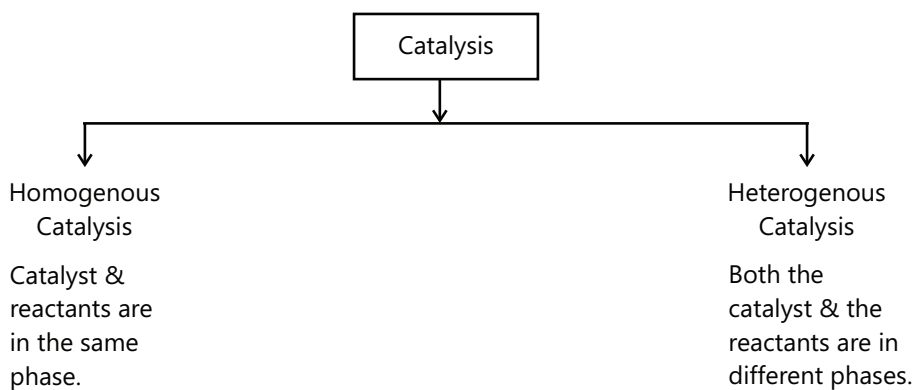 Catalysis
Homogenous
Catalysis
Catalyst &
reactants are
in the same
phase.
Heterogenous
Catalysis
Both the
catalyst & the
reactants are in
different phases.